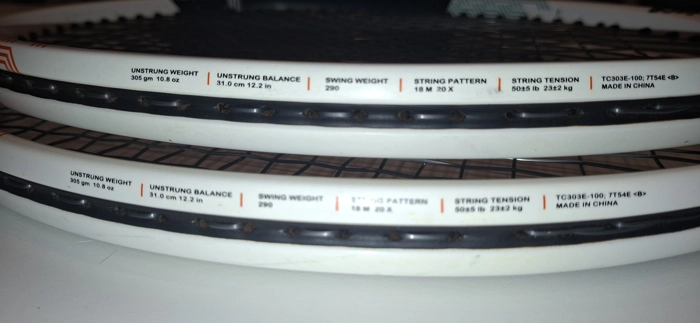 UNSTRUNG WEIGHT
305 gm 10.8 oz
UNSTRUNG BALANCE
31.0 cm 12.2 in
SWING WEIGHT
290
STRING PATTERN
18 M 20 X
STRING TENSION
50±5 lb 23±2 kg
TC303E-100; 7T54E <B>
MADE IN CHINA
UNSTRUNG WEIGHT
305 gm 10.8 oz
UNSTRUNG BALANCE
31.0 cm 12.2 in
SWING WEIGHT
290
PATTERN
18 M 20 X
STRING TENSION
50±5 lb 23±2 kg
TC303E-100; 7T54E <B>
MADE IN CHINA